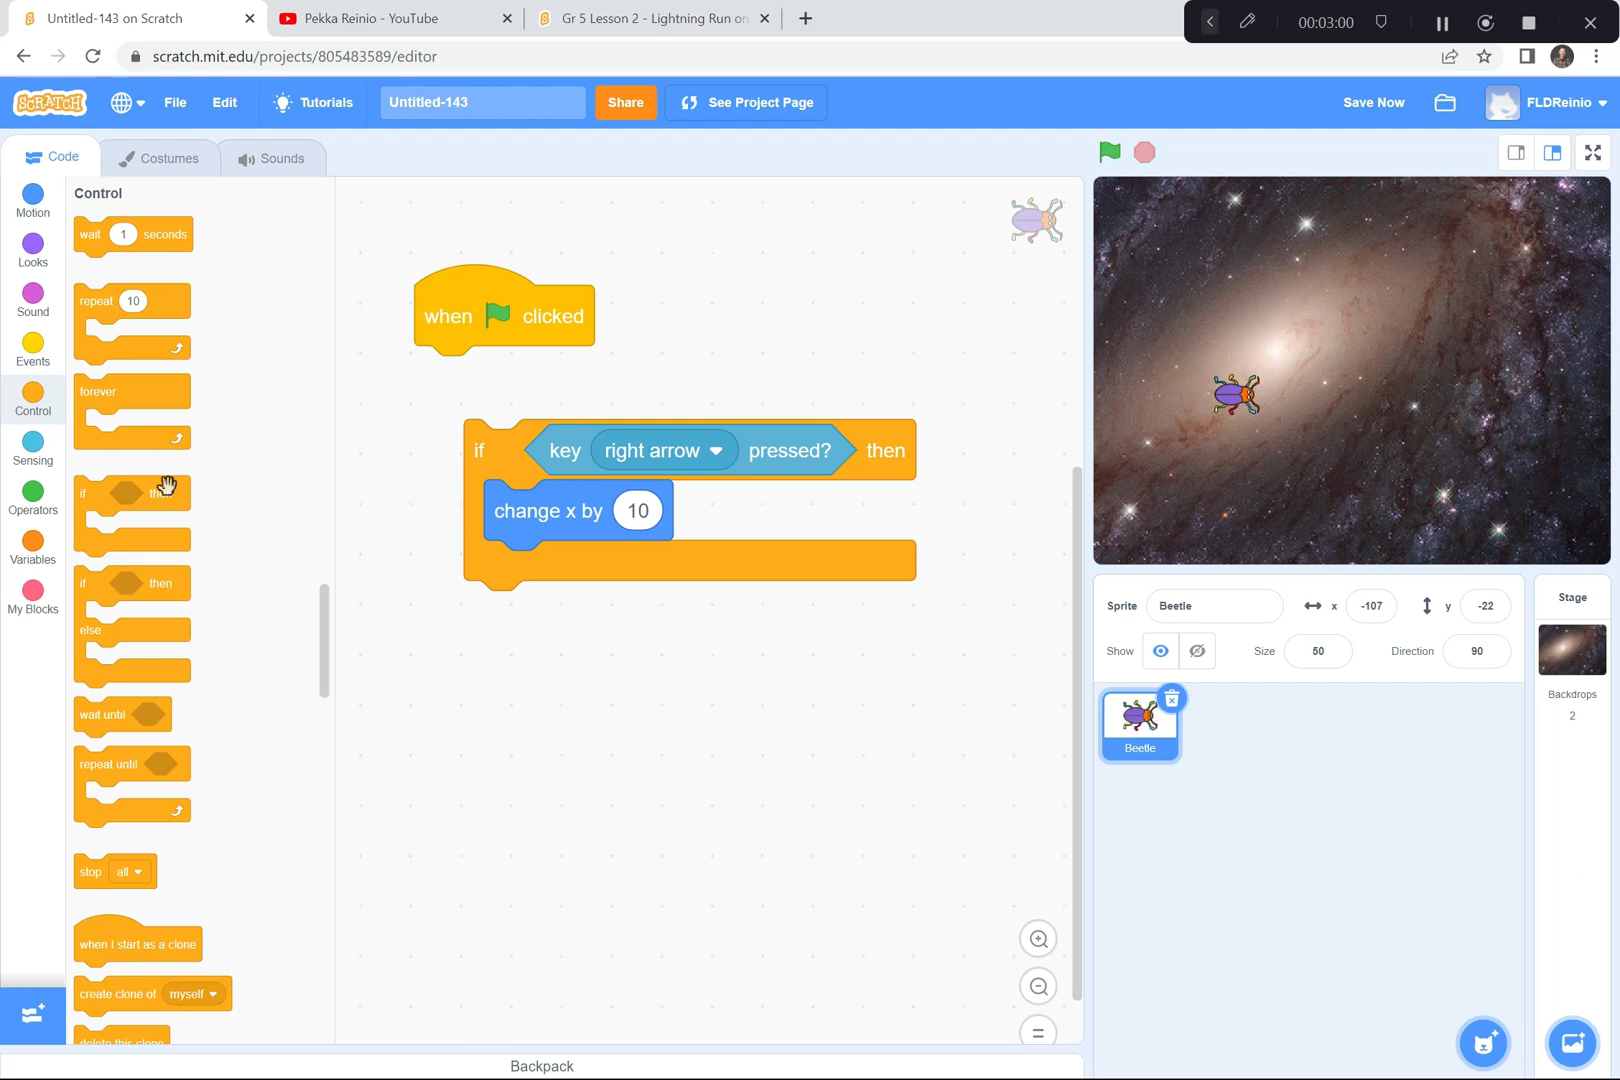 Untitled-143 on Scratch
Pekka Reinio - YouTube
Gr 5 Lesson 2 - Lightning Run on
00:03:00
scratch.mit.edu/projects/805483589/editor
SCRATCH
File
Edit
Tutorials
Untitled-143
Share
See Project Page
Save Now
FLDReinio
Code
Costumes
Sounds
Motion
Looks
Sound
Events
Control
Sensing
Operators
Variables
My Blocks
Control
wait 1 seconds
repeat 10
forever
if then
if then
else
wait until
repeat until
stop all
when I start as a clone
create clone of myself
delete this clone
when clicked
if key right arrow pressed? then
change x by 10
Sprite Beetle x -107 y -22
Show Size 50 Direction 90
Beetle
Stage
Backdrops
2
Backpack